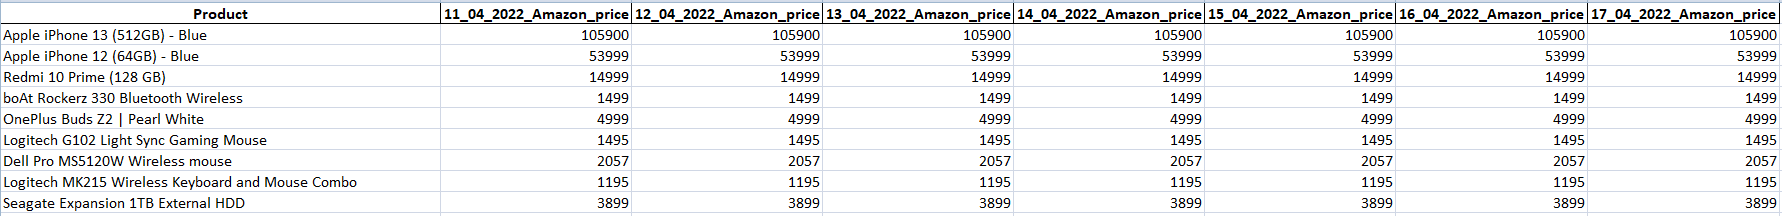 Product 11_04_2022_Amazon_price 12_04_2022_Amazon_price 13_04_2022_Amazon_price 14_04_2022_Amazon_price 15_04_2022_Amazon_price 16_04_2022_Amazon_price 17_04_2022_Amazon_price
Apple iPhone 13 (512GB) - Blue 105900 105900 105900 105900 105900 105900 105900
Apple iPhone 12 (64GB) - Blue 53999 53999 53999 53999 53999 53999 53999
Redmi 10 Prime (128 GB) 14999 14999 14999 14999 14999 14999 14999
boAt Rockerz 330 Bluetooth Wireless 1499 1499 1499 1499 1499 1499 1499
OnePlus Buds Z2 | Pearl White 4999 4999 4999 4999 4999 4999 4999
Logitech G102 Light Sync Gaming Mouse 1495 1495 1495 1495 1495 1495 1495
Dell Pro MS5120W Wireless mouse 2057 2057 2057 2057 2057 2057 2057
Logitech MK215 Wireless Keyboard and Mouse Combo 1195 1195 1195 1195 1195 1195 1195
Seagate Expansion 1TB External HDD 3899 3899 3899 3899 3899 3899 3899